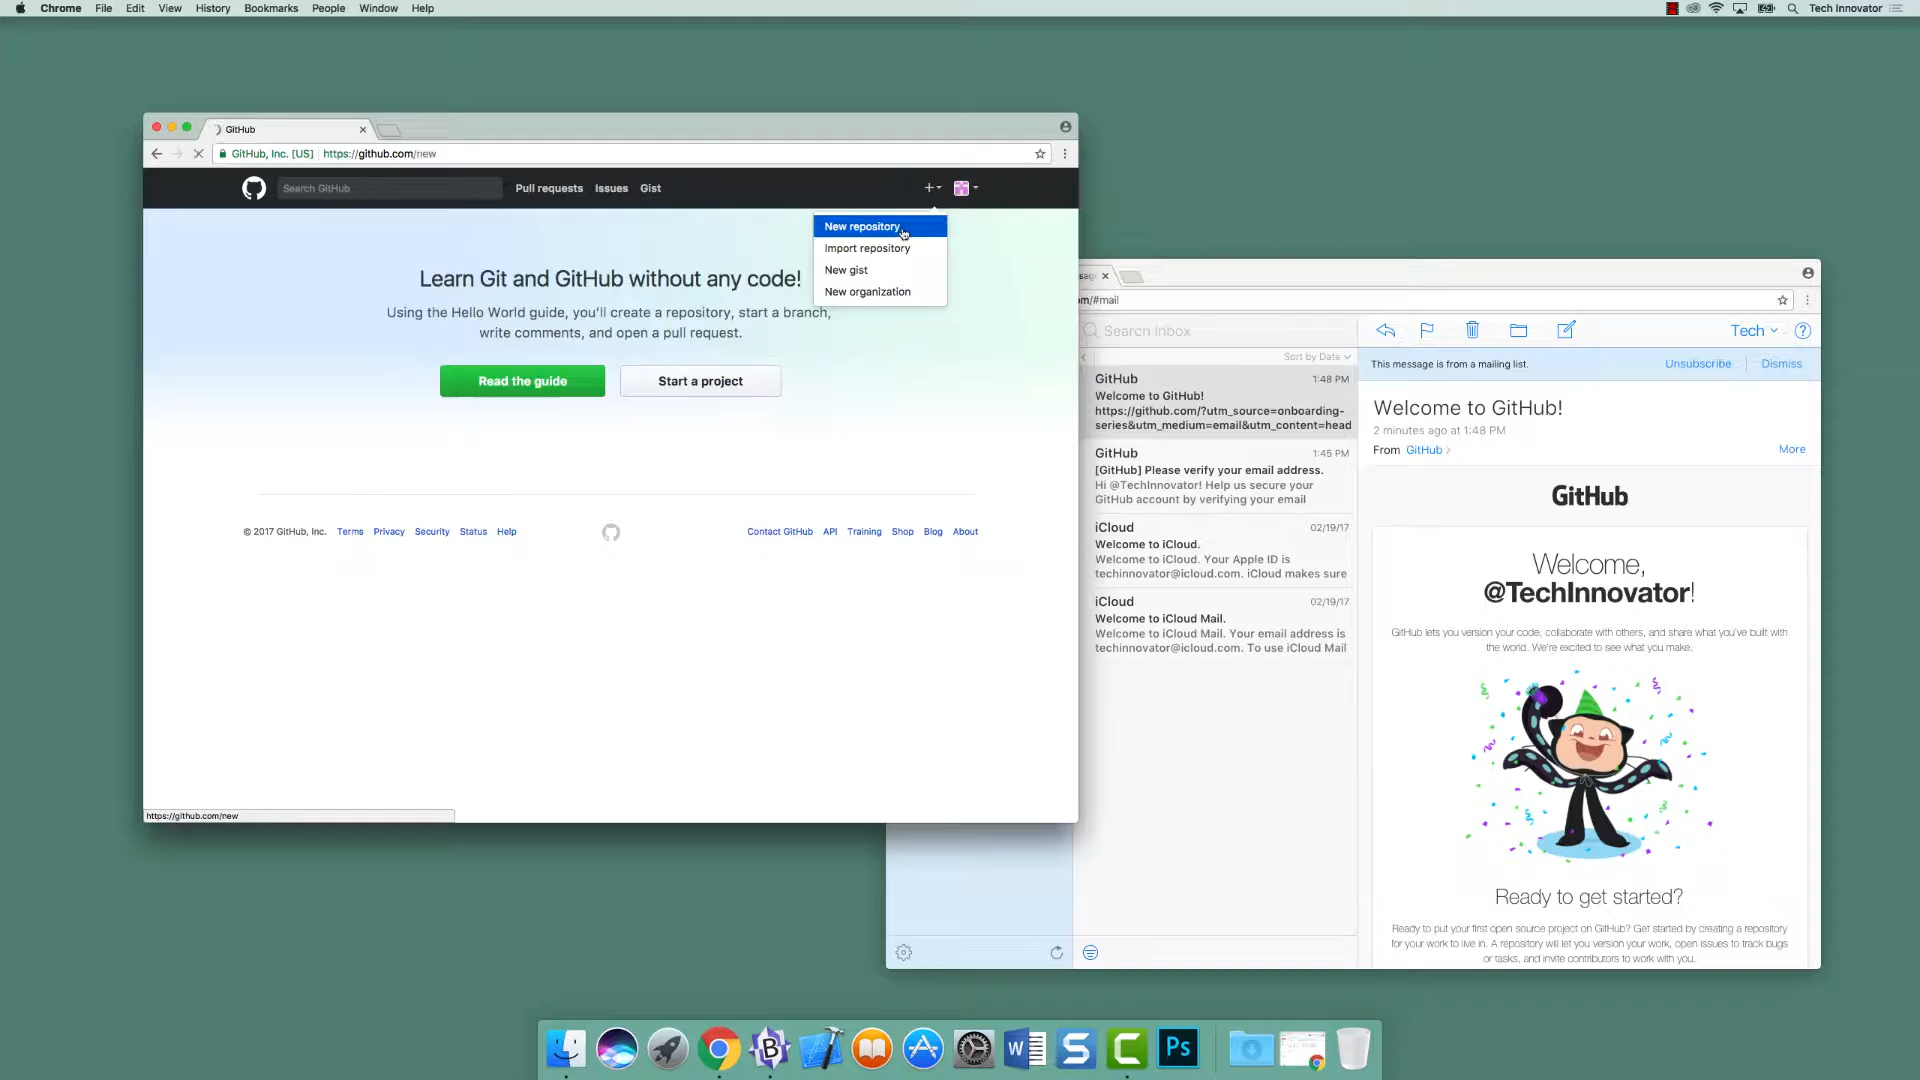 Chrome File Edit View History Bookmarks People Window Help
Tech Innovator
GitHub
GitHub, Inc. [US] https://github.com/new
Search GitHub
Pull requests Issues Gist
New repository
Import repository
New gist
New organization
Learn Git and GitHub without any code!
Using the Hello World guide, you'll create a repository, start a branch,
write comments, and open a pull request.
Read the guide
Start a project
© 2017 GitHub, Inc. Terms Privacy Security Status Help
Contact GitHub API Training Shop Blog About
https://github.com/new
m/#mail
Search Inbox
Tech
Sort by Date
This message is from a mailing list.
Unsubscribe
Dismiss
GitHub 1:48 PM
Welcome to GitHub!
https://github.com/?utm_source=onboarding-
series&utm_medium=email&utm_content=head
GitHub 1:45 PM
[GitHub] Please verify your email address.
Hi @TechInnovator! Help us secure your
GitHub account by verifying your email
iCloud 02/19/17
Welcome to iCloud.
Welcome to iCloud. Your Apple ID is
techinnovator@icloud.com. iCloud makes sure
iCloud 02/19/17
Welcome to iCloud Mail.
Welcome to iCloud Mail. Your email address is
techinnovator@icloud.com. To use iCloud Mail
Welcome to GitHub!
2 minutes ago at 1:48 PM
From GitHub
More
GitHub
Welcome,
@TechInnovator!
GitHub lets you version your code, collaborate with others, and share what you've built with
the world. We're excited to see what you make.
Ready to get started?
Ready to put your first open source project on GitHub? Get started by creating a repository
for your work to live in. A repository will let you version your work, open issues to track bugs
or tasks, and invite contributors to work with you.
B
W
S
C
Ps